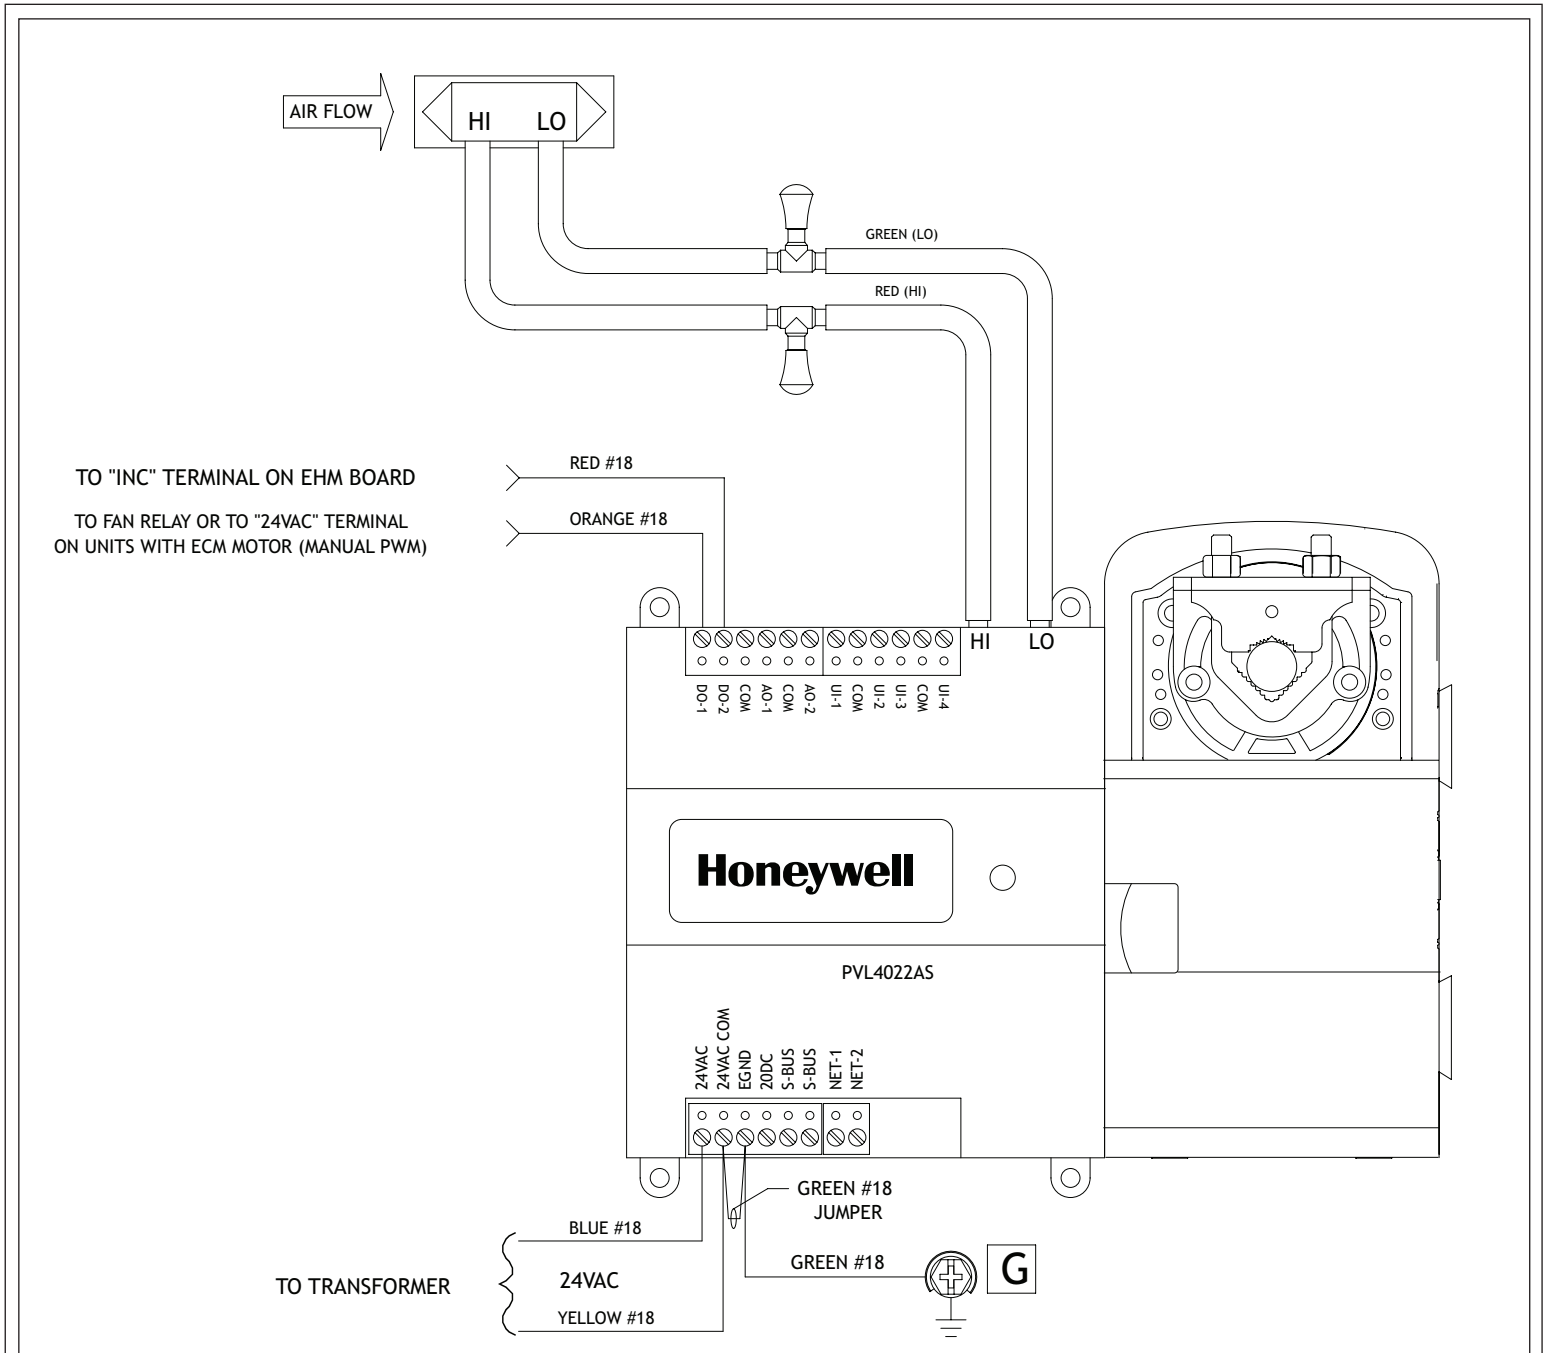 AIR FLOW
HI LO
GREEN (LO)
RED (HI)
TO "INC" TERMINAL ON EHM BOARD
RED #18
TO FAN RELAY OR TO "24VAC" TERMINAL
ON UNITS WITH ECM MOTOR (MANUAL PWM)
ORANGE #18
HI LO
DO-1
DO-2
COM
AO-1
COM
AO-2
UI-1
COM
UI-2
UI-3
COM
UI-4
Honeywell
PVL4022AS
24VAC
24VAC COM
EGND
20DC
S-BUS
S-BUS
NET-1
NET-2
GREEN #18
JUMPER
BLUE #18
GREEN #18
G
TO TRANSFORMER
24VAC
YELLOW #18